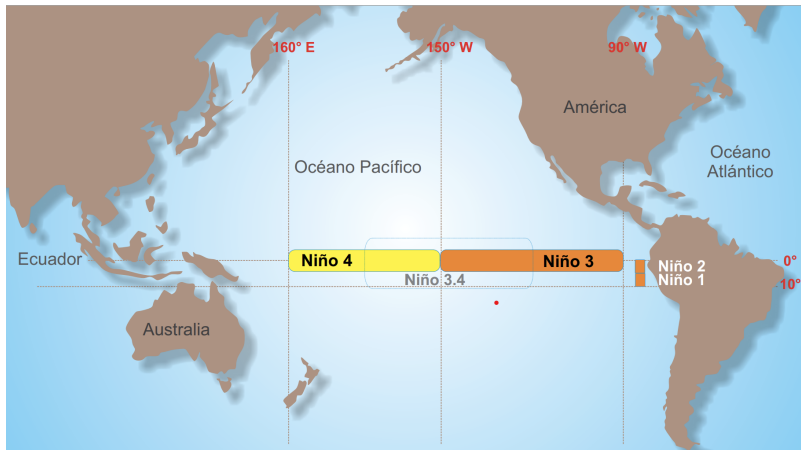 160° E
150° W
90° W
América
Océano Pacífico
Océano
Atlántico
Ecuador
Niño 4
Niño 3
Niño 2
0°
Niño 3.4
Niño 1
10°
Australia